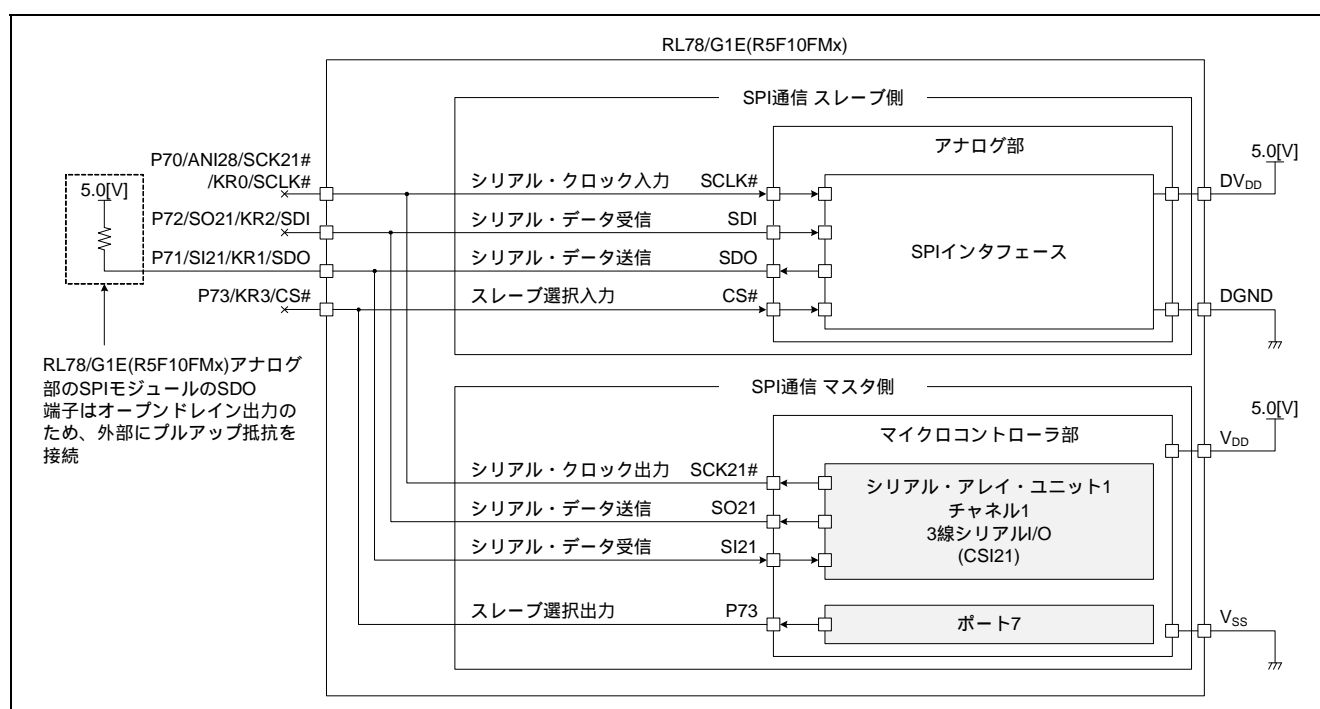 RL78/G1E(R5F10FMx)
SPI通信 スレーブ側
アナログ部
5.0[V]
P70/ANI28/SCK21#
/KR0/SCLK#
5.0[V]
シリアル・クロック入力 SCLK#
DVDD
P72/SO21/KR2/SDI
シリアル・データ受信 SDI
SPIインタフェース
P71/SI21/KR1/SDO
シリアル・データ送信 SDO
P73/KR3/CS#
スレーブ選択入力 CS#
DGND
RL78/G1E(R5F10FMx)アナログ
部のSPIモジュールのSDO
端子はオープンドレイン出力の
ため、外部にプルアップ抵抗を
接続
SPI通信 マスタ側
5.0[V]
マイクロコントローラ部
VDD
シリアル・クロック出力 SCK21#
シリアル・データ送信 SO21
シリアル・データ受信 SI21
シリアル・アレイ・ユニット1
チャネル1
3線シリアルI/O
(CSI21)
スレーブ選択出力 P73
ポート7
VSS